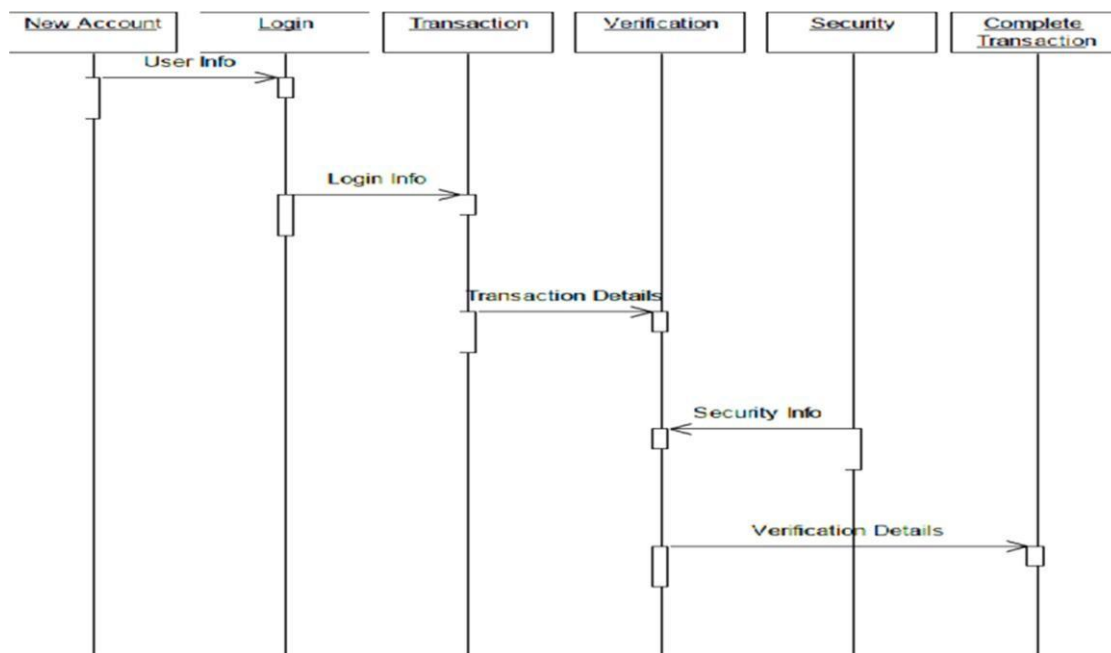 New Account
Login
Transaction
Verification
Security
Complete
Transaction
User Info
Login Info
Transaction Details
Security Info
Verification Details